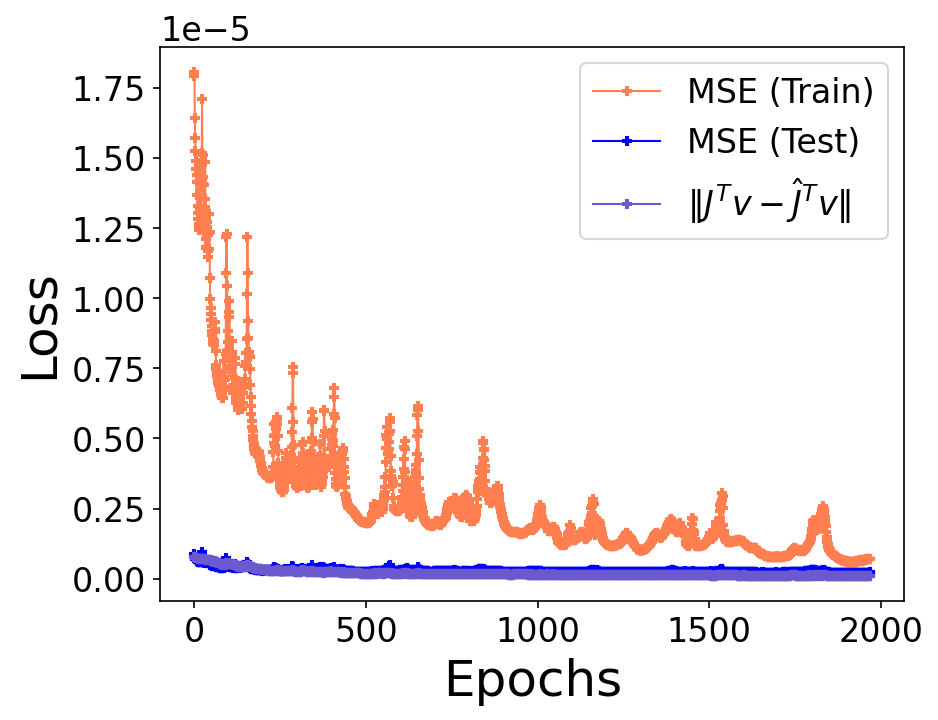 1e−5
1.75
1.50
1.25
1.00
0.75
0.50
0.25
0.00
Loss
MSE (Train)
MSE (Test)
‖J^T v − Ĵ^T v‖
0 500 1000 1500 2000
Epochs